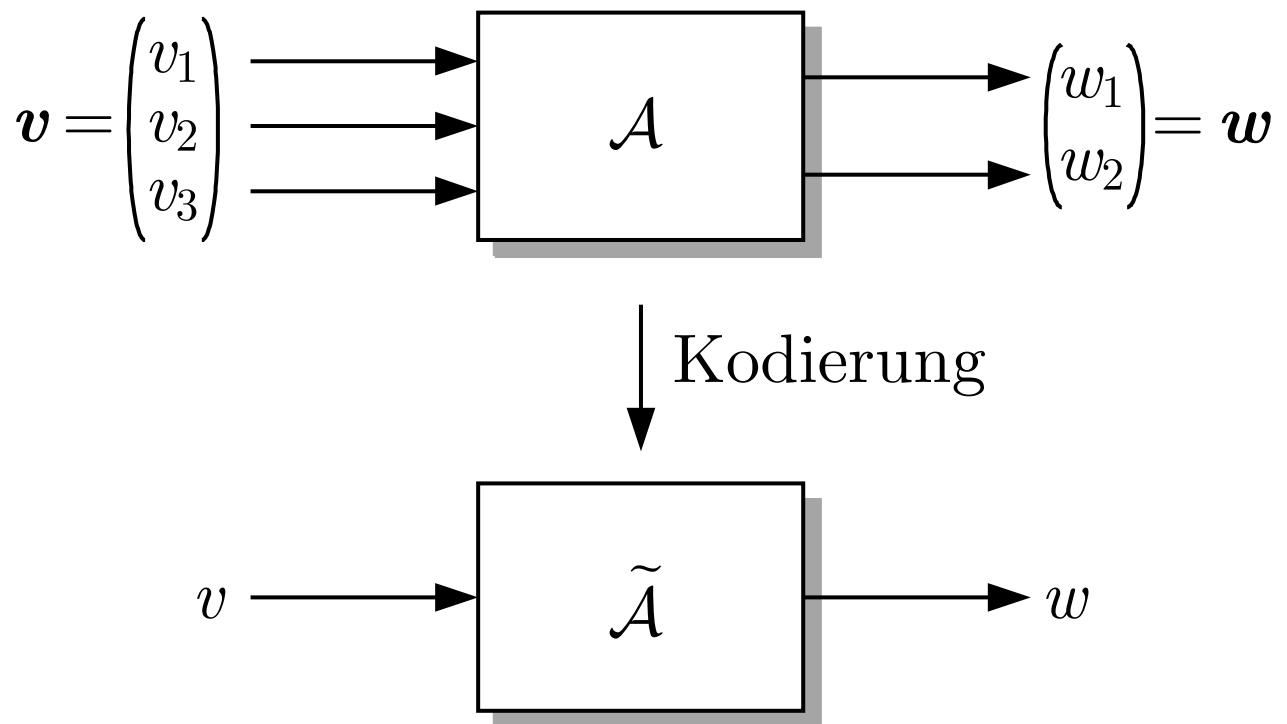 𝒗 = (v₁ v₂ v₃)
𝒜
(w₁ w₂) = 𝒘
Kodierung
v
𝒜̃
w